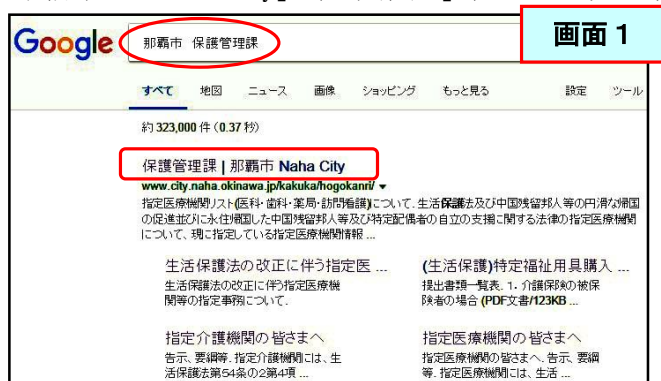 Google
那覇市 保護管理課
画面１
すべて 地図 ニュース 画像 ショッピング もっと見る 設定 ツール
約 323,000 件 (0.37 秒)
保護管理課 | 那覇市 Naha City
www.city.naha.okinawa.jp/kakuka/hogokanri/ ▼
指定医療機関リスト(医科・歯科・薬局・訪問看護)について. 生活保護法及び中国残留邦人等の円滑な帰国
の促進並びに永住帰国した中国残留邦人等及び特定配偶者の自立の支援に関する法律の指定医療機関
について、現に指定している指定医療機関情報 ...
生活保護法の改正に伴う指定医 ...
生活保護法の改正に伴う指定医療機
関等の指定事務について.
(生活保護)特定福祉用具購入 ...
提出書類一覧表. 1. 介護保険の被保
険者の場合 (PDF文書/123KB ...
指定介護機関の皆さまへ
告示、要綱等. 指定介護機関には、生
活保護法第54条の2第4項 ...
指定医療機関の皆さまへ
指定医療機関の皆さまへ. 告示、要綱
等. 指定医療機関には、生活 ...